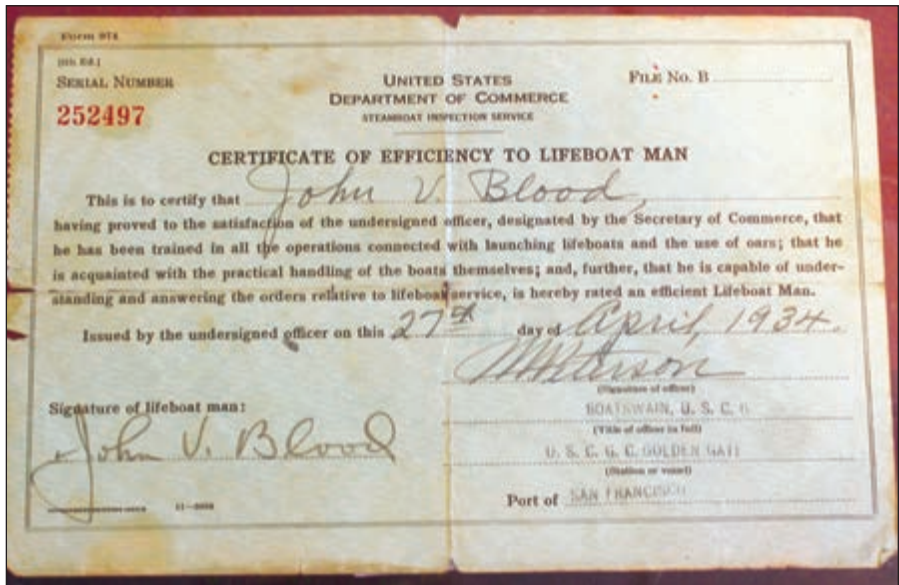 Form 974
SERIAL NUMBER
252497
UNITED STATES
DEPARTMENT OF COMMERCE
STEAMBOAT INSPECTION SERVICE
FILE No. B
CERTIFICATE OF EFFICIENCY TO LIFEBOAT MAN
This is to certify that John V. Blood,
having proved to the satisfaction of the undersigned officer, designated by the Secretary of Commerce, that
he has been trained in all the operations connected with launching lifeboats and the use of oars; that he
is acquainted with the practical handling of the boats themselves; and, further, that he is capable of under-
standing and answering the orders relative to lifeboat service, is hereby rated an efficient Lifeboat Man.
Issued by the undersigned officer on this 27th day of April, 1934.
(Signature of officer)
Signature of lifeboat man:
BOATSWAIN, U. S. C. G
(Title of officer in full)
John V. Blood
U. S. C. G. C. GOLDEN GATE
(Station or vessel)
Port of SAN FRANCISCO